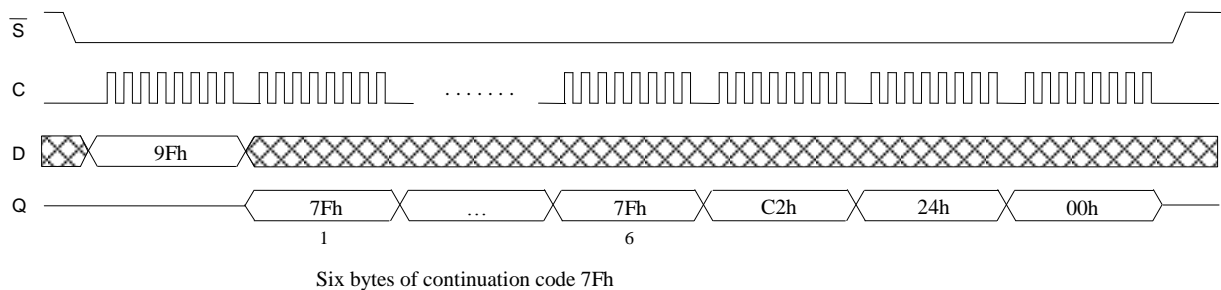 S
C .......
D 9Fh
Q 7Fh ... 7Fh C2h 24h 00h
1 6
Six bytes of continuation code 7Fh